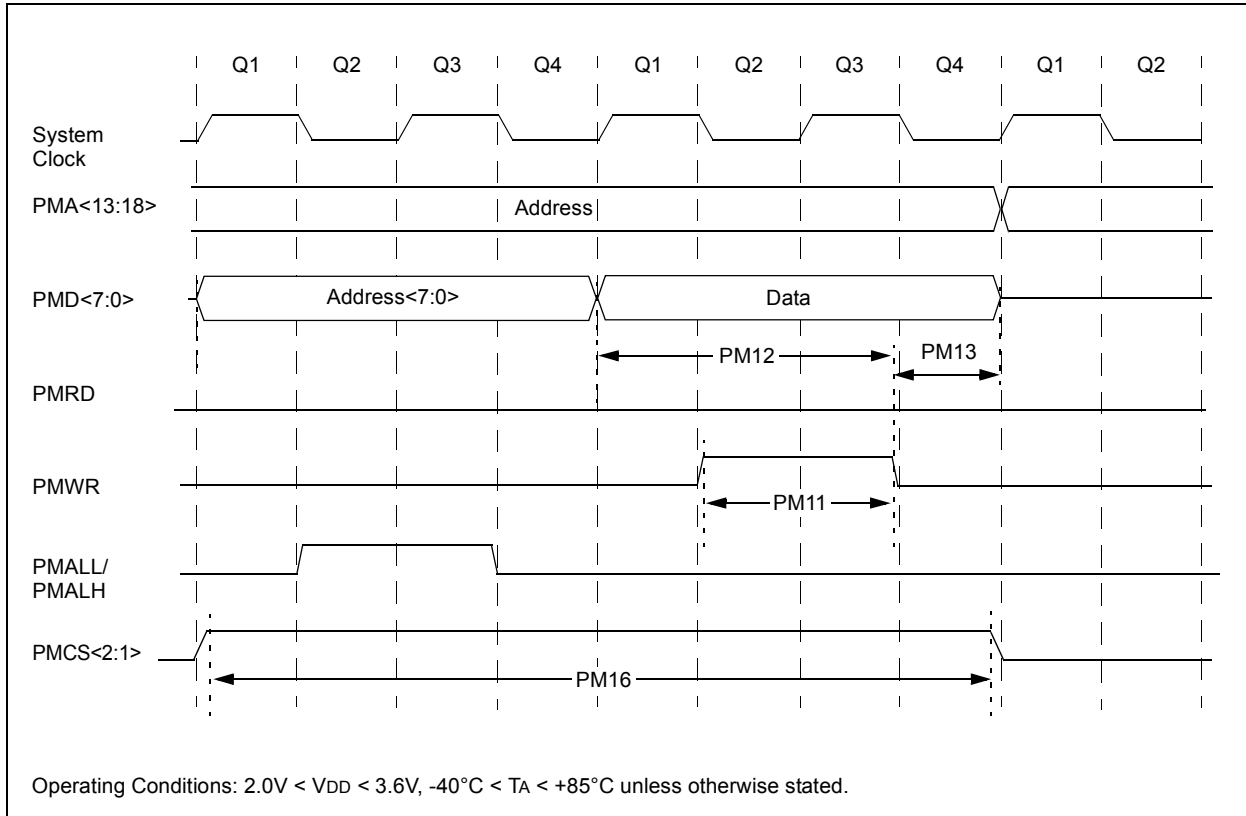 Q1 Q2 Q3 Q4 Q1 Q2 Q3 Q4 Q1 Q2
System
Clock
PMA<13:18>
Address
PMD<7:0>
Address<7:0>
Data
PM12
PM13
PMRD
PMWR
PM11
PMALL/
PMALH
PMCS<2:1>
PM16
Operating Conditions: 2.0V < VDD < 3.6V, -40°C < TA < +85°C unless otherwise stated.